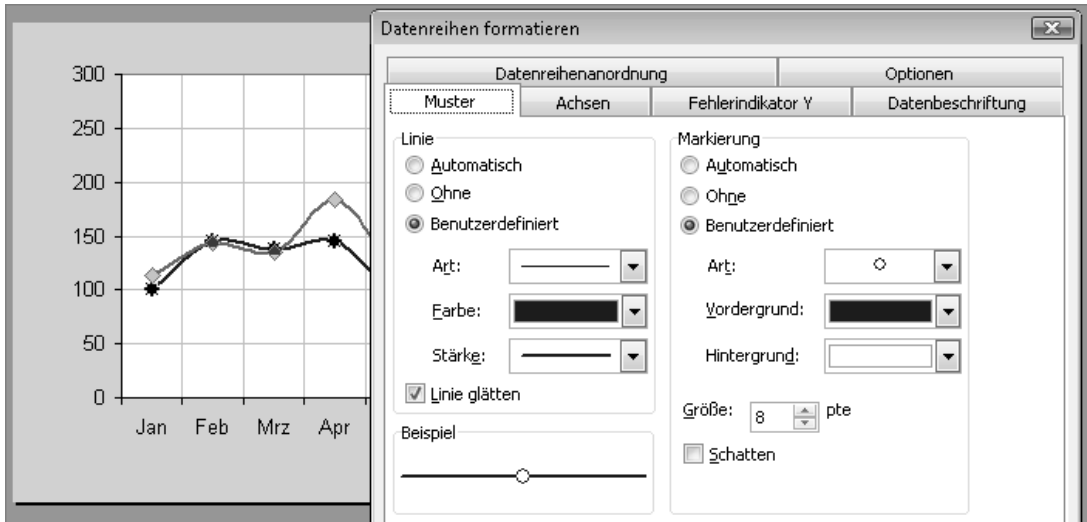 300
250
200
150
100
50
0
Jan Feb Mrz Apr
Datenreihen formatieren
Datenreihenanordnung Optionen
Muster Achsen Fehlerindikator Y Datenbeschriftung
Linie
Automatisch
Ohne
Benutzerdefiniert
Art:
Farbe:
Stärke:
Linie glätten
Beispiel
Markierung
Automatisch
Ohne
Benutzerdefiniert
Art:
Vordergrund:
Hintergrund:
Größe: 8 pte
Schatten